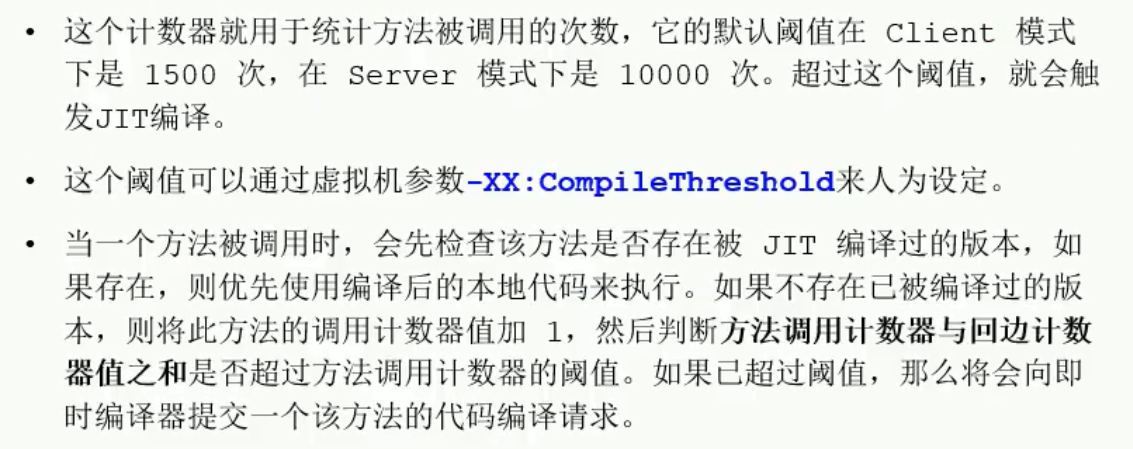 • 这个计数器就用于统计方法被调用的次数，它的默认阈值在 Client 模式
下是 1500 次，在 Server 模式下是 10000 次。超过这个阈值，就会触
发JIT编译。
• 这个阈值可以通过虚拟机参数-XX:CompileThreshold来人为设定。
• 当一个方法被调用时，会先检查该方法是否存在被 JIT 编译过的版本，如
果存在，则优先使用编译后的本地代码来执行。如果不存在已被编译过的版
本，则将此方法的调用计数器值加 1，然后判断方法调用计数器与回边计数
器值之和是否超过方法调用计数器的阈值。如果已超过阈值，那么将会向即
时编译器提交一个该方法的代码编译请求。